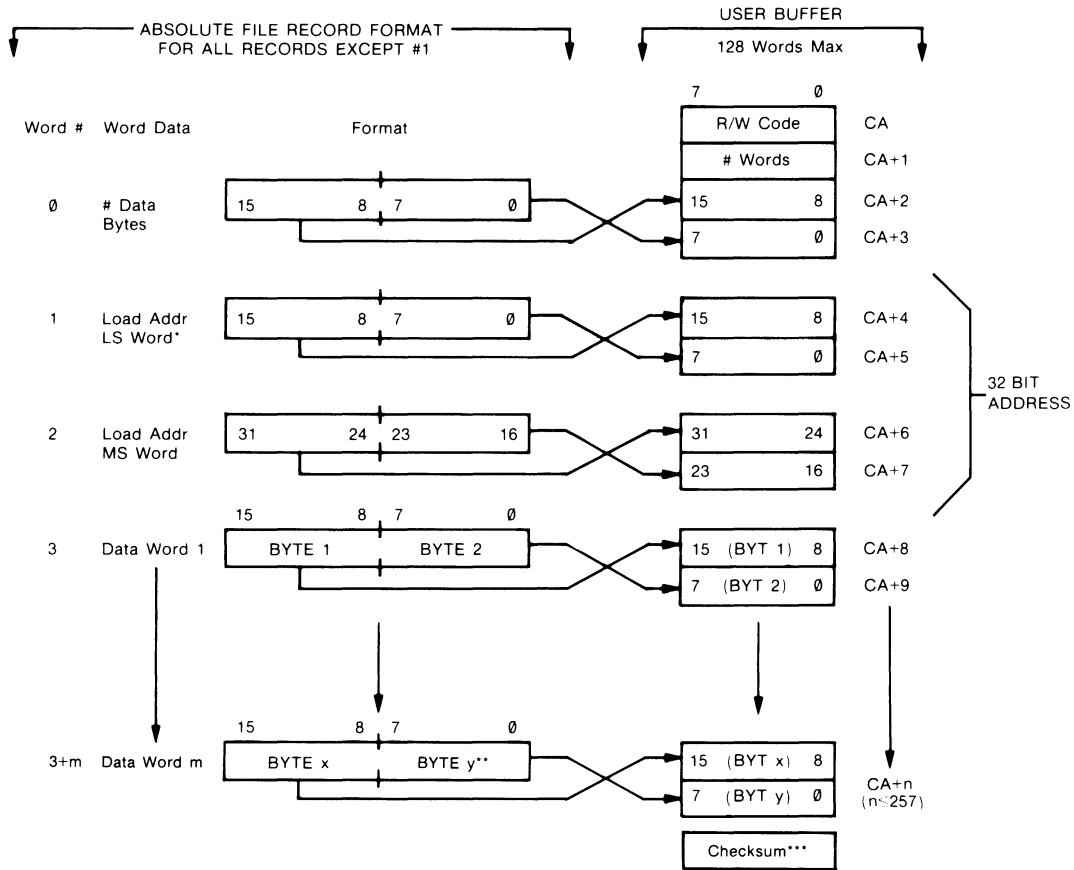 ABSOLUTE FILE RECORD FORMAT
FOR ALL RECORDS EXCEPT #1
USER BUFFER
128 Words Max
7 Ø
Word # Word Data Format
R/W Code CA
# Words CA+1
Ø # Data
Bytes
15 8 7 Ø
15 8 CA+2
7 Ø CA+3
1 Load Addr
LS Word*
15 8 7 Ø
15 8 CA+4
7 Ø CA+5
32 BIT
ADDRESS
2 Load Addr
MS Word
31 24 23 16
31 24 CA+6
23 16 CA+7
15 8 7 Ø
3 Data Word 1 BYTE 1 BYTE 2
15 (BYT 1) 8 CA+8
7 (BYT 2) Ø CA+9
15 8 7 Ø
3+m Data Word m BYTE x BYTE y**
15 (BYT x) 8
7 (BYT y) Ø
CA+n
(n≤257)
Checksum***